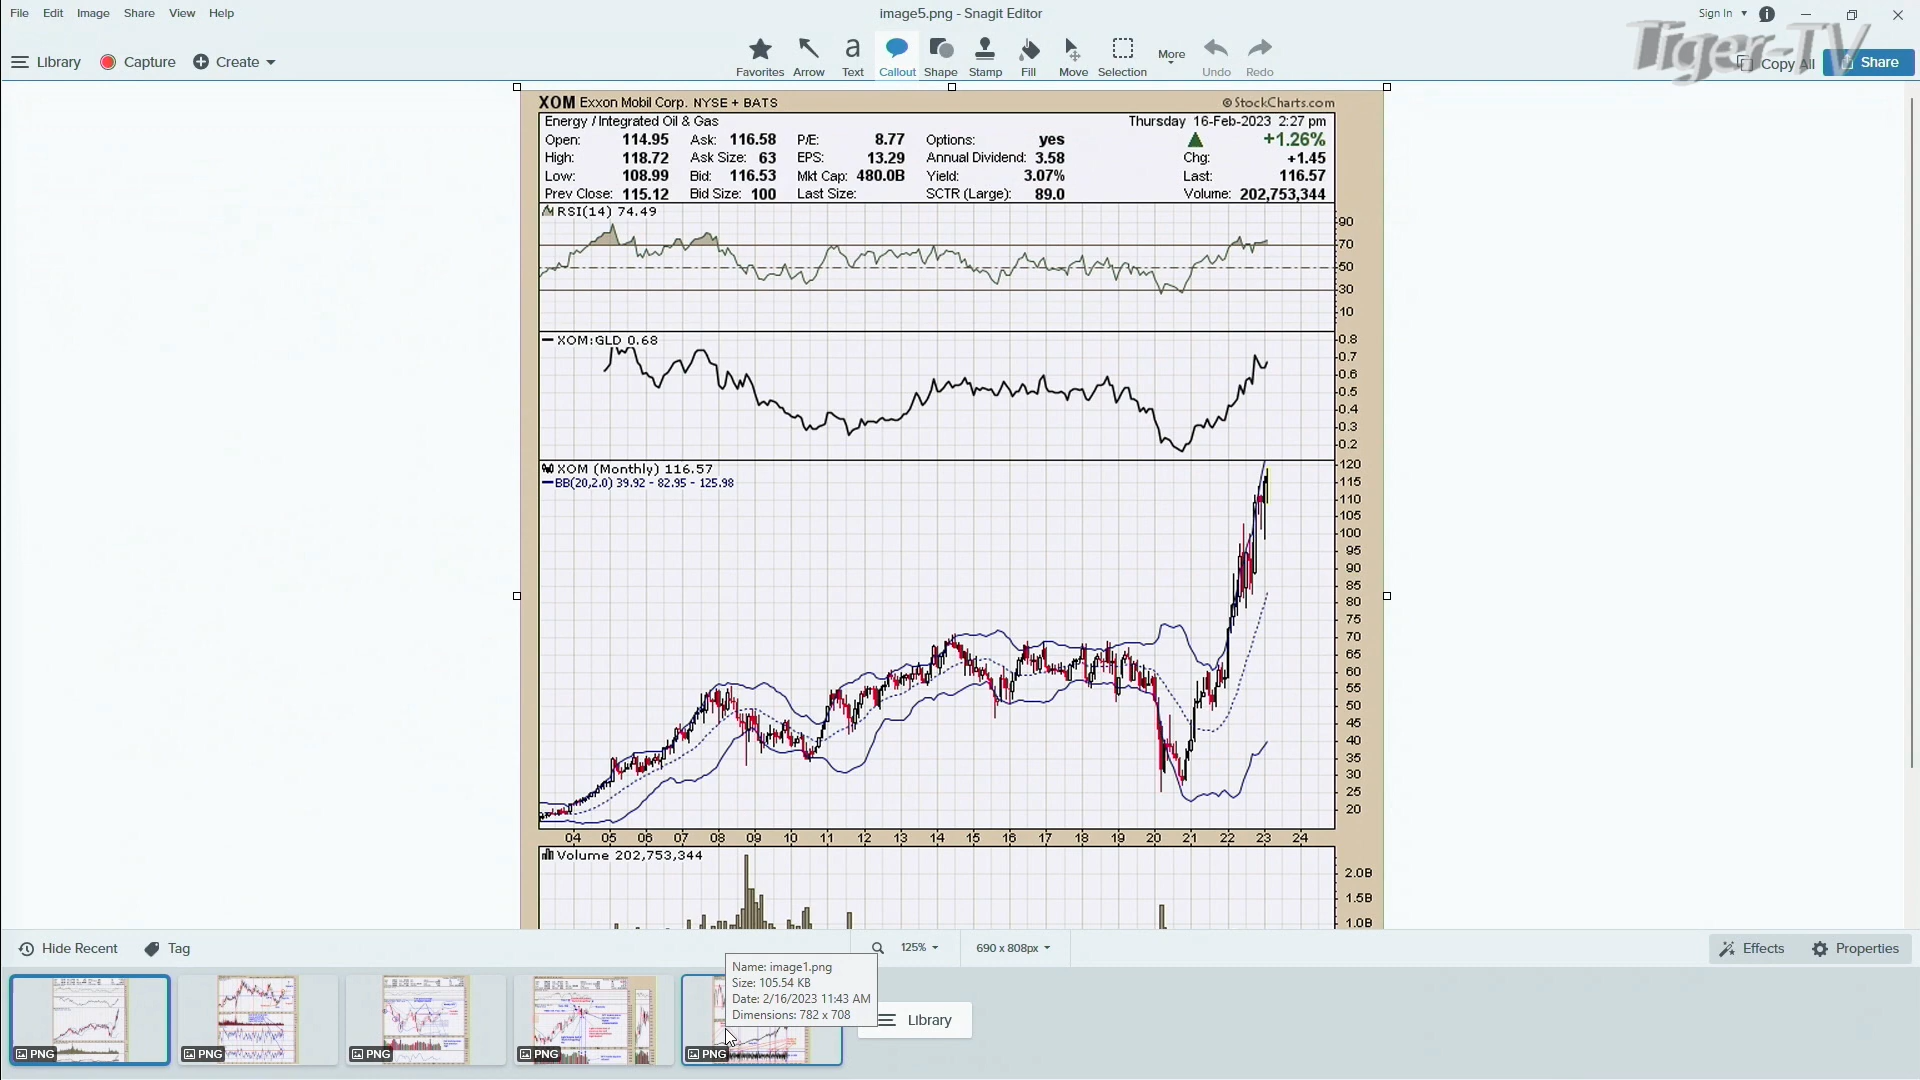 File Edit Image Share View Help
image5.png - Snagit Editor
Sign In
Tiger-TV
Library Capture Create
Favorites Arrow Text Callout Shape Stamp Fill Move Selection More Undo Redo
Copy All Share
XOM Exxon Mobil Corp. NYSE + BATS © StockCharts.com
Energy / Integrated Oil & Gas Thursday 16-Feb-2023 2:27 pm
Open: 114.95 Ask: 116.58 P/E: 8.77 Options: yes +1.26%
High: 118.72 Ask Size: 63 EPS: 13.29 Annual Dividend: 3.58 Chg: +1.45
Low: 108.99 Bid: 116.53 Mkt Cap: 480.0B Yield: 3.07% Last: 116.57
Prev Close: 115.12 Bid Size: 100 Last Size: SCTR (Large): 89.0 Volume: 202,753,344
RSI(14) 74.49
90
70
50
30
10
XOM:GLD 0.68
0.8
0.7
0.6
0.5
0.4
0.3
0.2
XOM (Monthly) 116.57
BB(20,2.0) 39.92 - 82.95 - 125.98
120
115
110
105
100
95
90
85
80
75
70
65
60
55
50
45
40
35
30
25
20
04 05 06 07 08 09 10 11 12 13 14 15 16 17 18 19 20 21 22 23 24
Volume 202,753,344
2.0B
1.5B
1.0B
Hide Recent Tag 125% 690 x 808px Effects Properties
Name: image1.png
Size: 105.54 KB
Date: 2/16/2023 11:43 AM
Dimensions: 782 x 708
Library
PNG PNG PNG PNG PNG